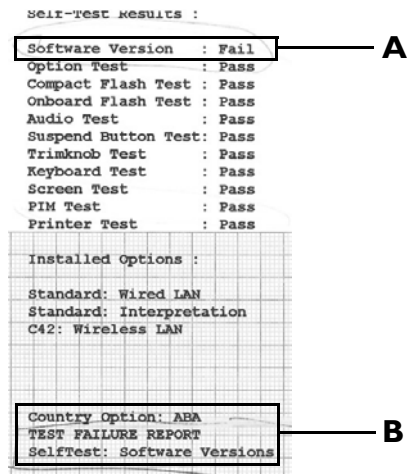 Self-Test Results :
Software Version : Fail
A
Option Test : Pass
Compact Flash Test : Pass
Onboard Flash Test : Pass
Audio Test : Pass
Suspend Button Test: Pass
Trimknob Test : Pass
Keyboard Test : Pass
Screen Test : Pass
PIM Test : Pass
Printer Test : Pass
Installed Options :
Standard: Wired LAN
Standard: Interpretation
C42: Wireless LAN
Country Option: ABA
TEST FAILURE REPORT
SelfTest: Software Versions
B